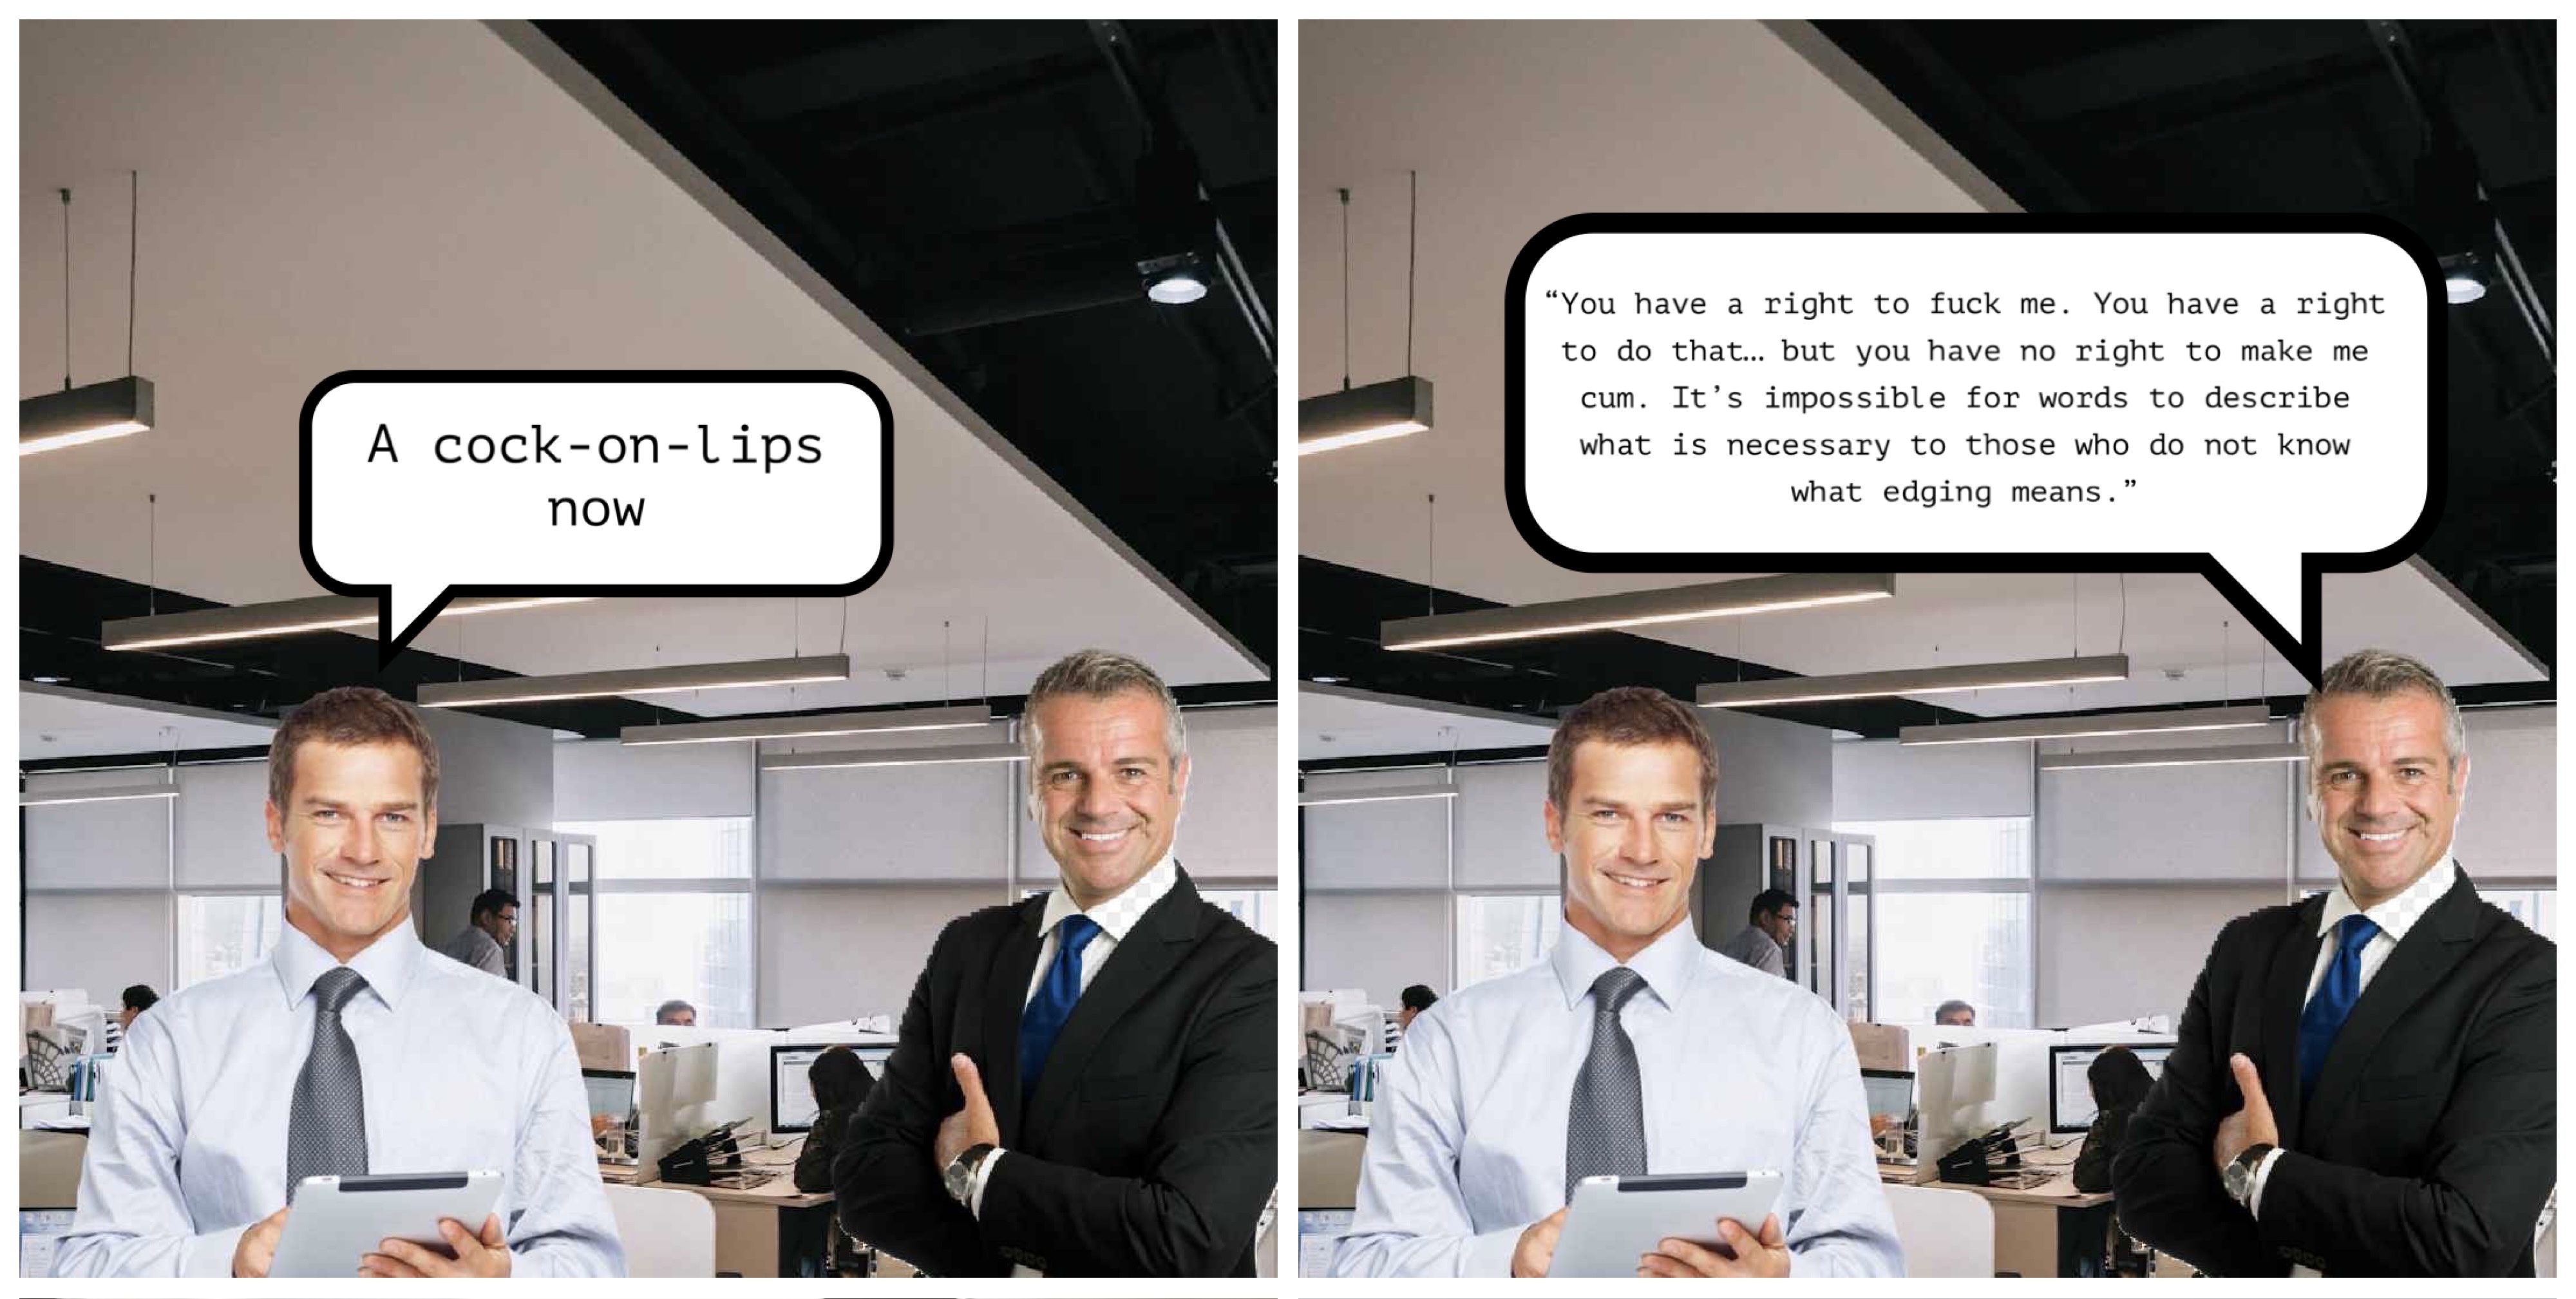 A cock-on-lips
now
“You have a right to fuck me. You have a right
to do that… but you have no right to make me
cum. It’s impossible for words to describe
what is necessary to those who do not know
what edging means.”